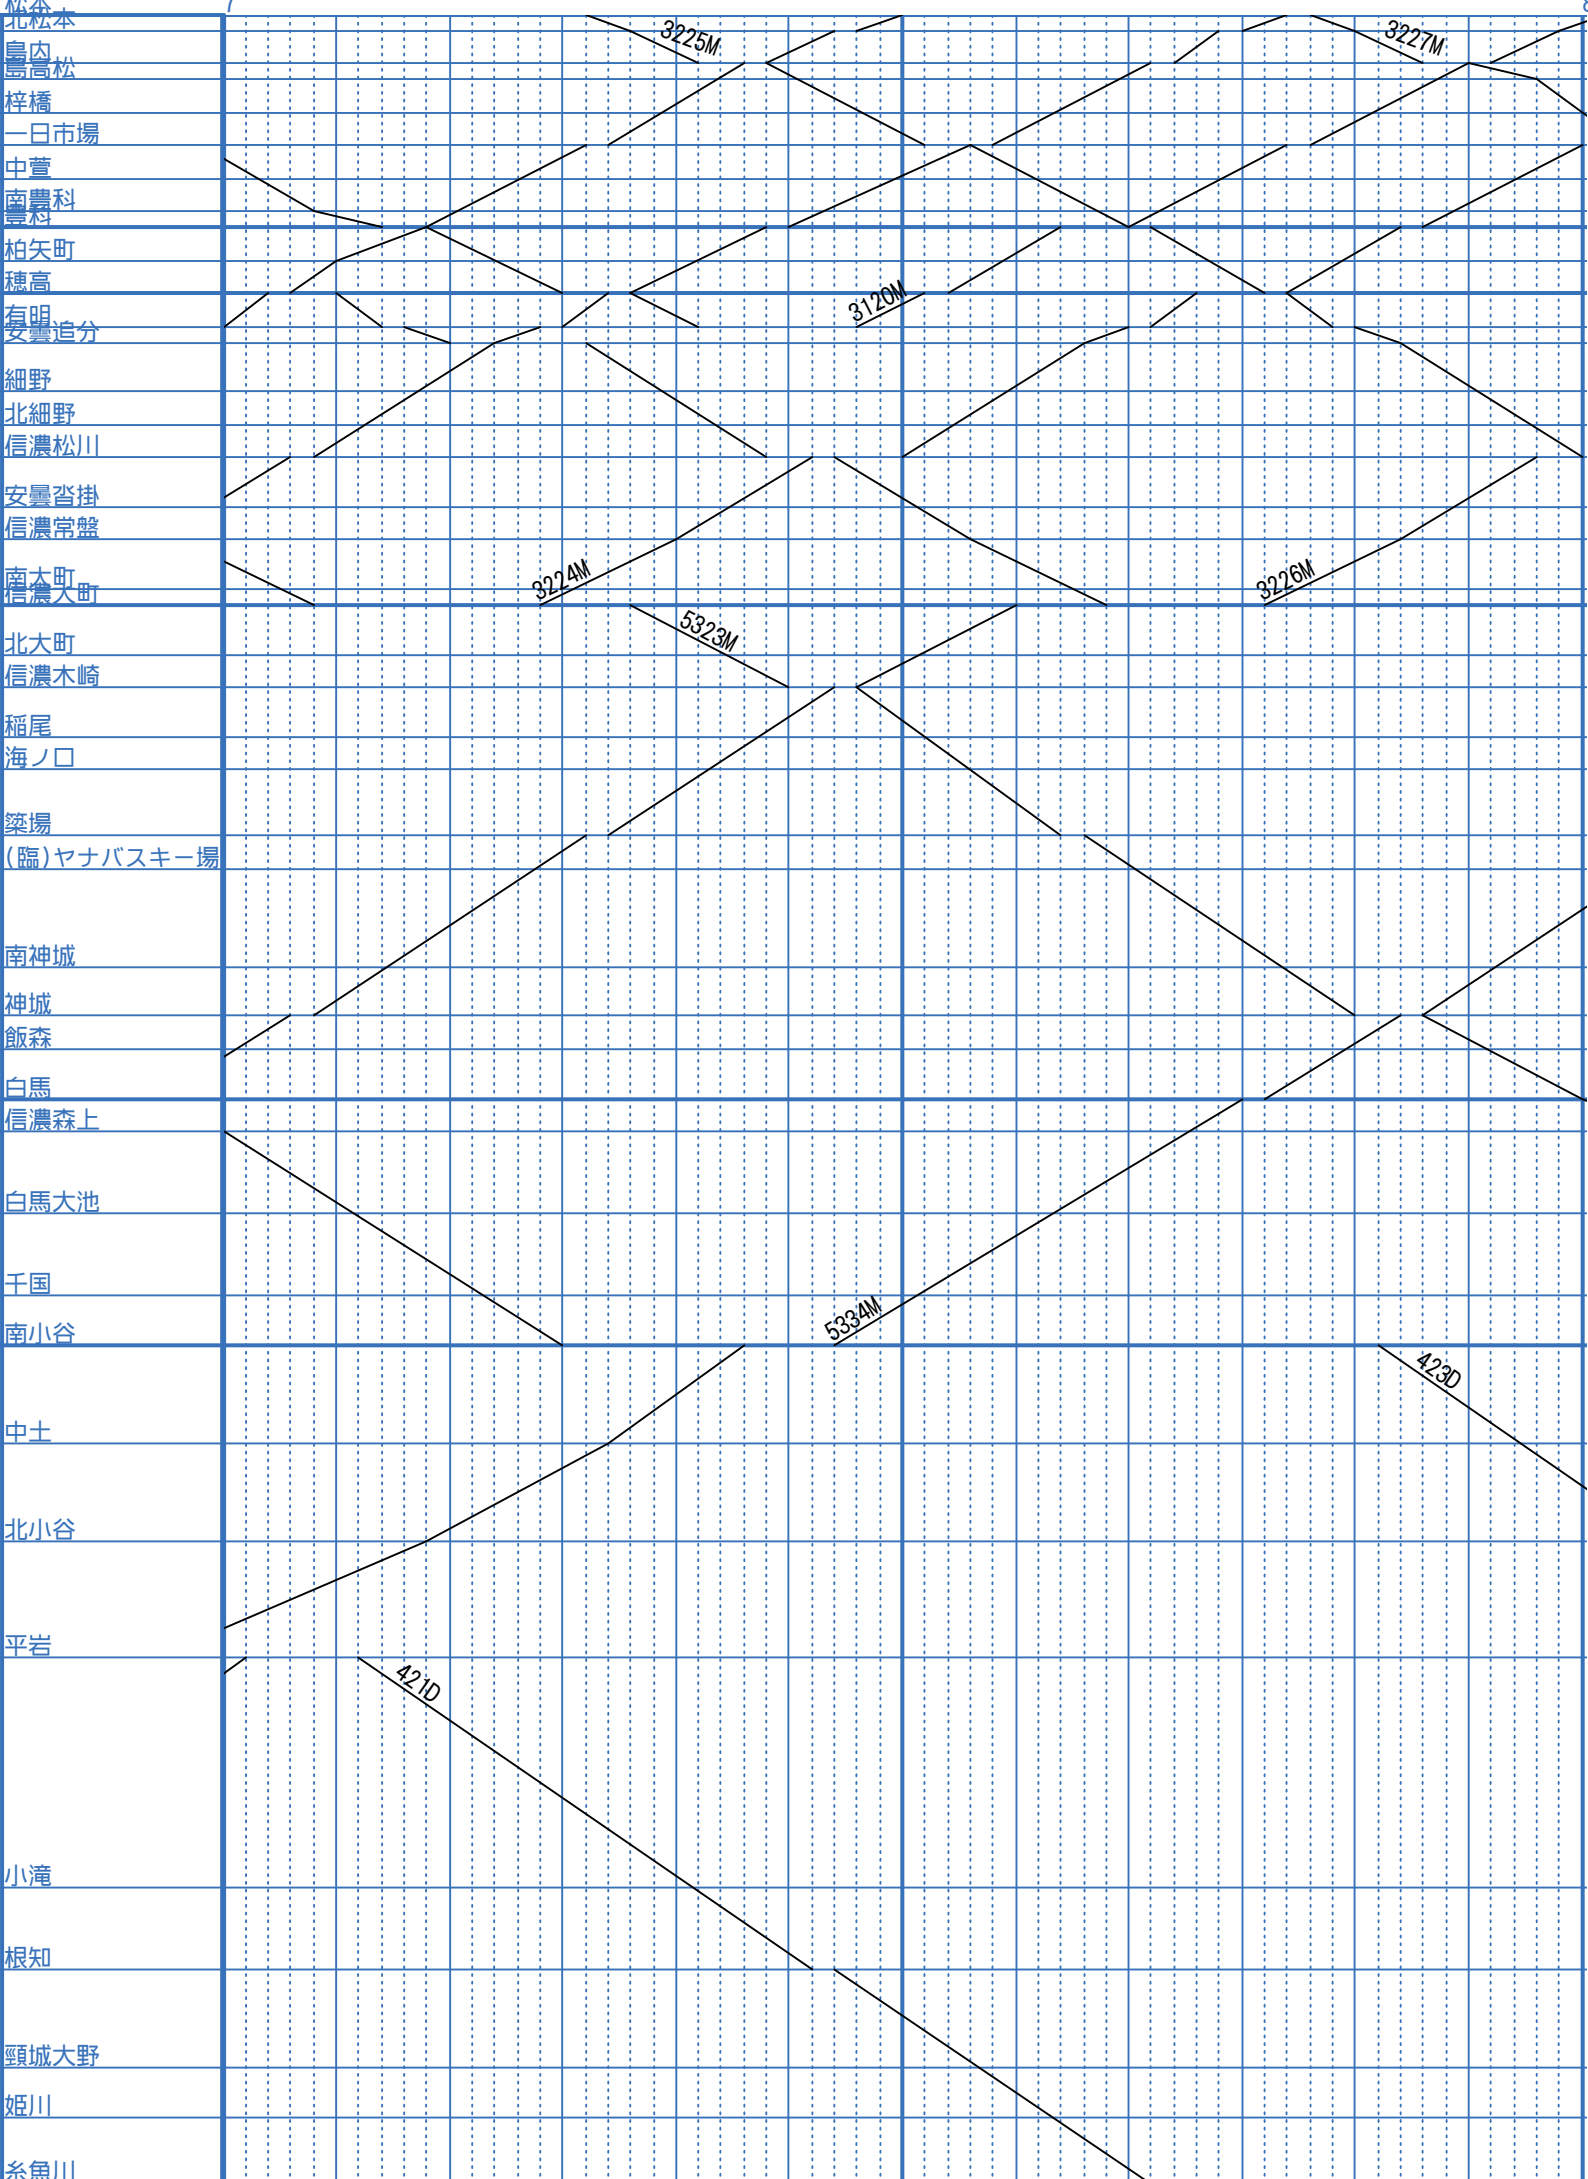 松本
7
8
北松本
島内
島高松
梓橋
一日市場
中萱
南豊科
豊科
柏矢町
穂高
有明
安曇追分
細野
北細野
信濃松川
安曇沓掛
信濃常盤
南大町
信濃大町
北大町
信濃木崎
稲尾
海ノ口
簗場
(臨)ヤナバスキー場
南神城
神城
飯森
白馬
信濃森上
白馬大池
千国
南小谷
中土
北小谷
平岩
小滝
根知
頸城大野
姫川
糸魚川
3225M
3227M
3120M
3224M
3226M
5323M
5334M
423D
421D